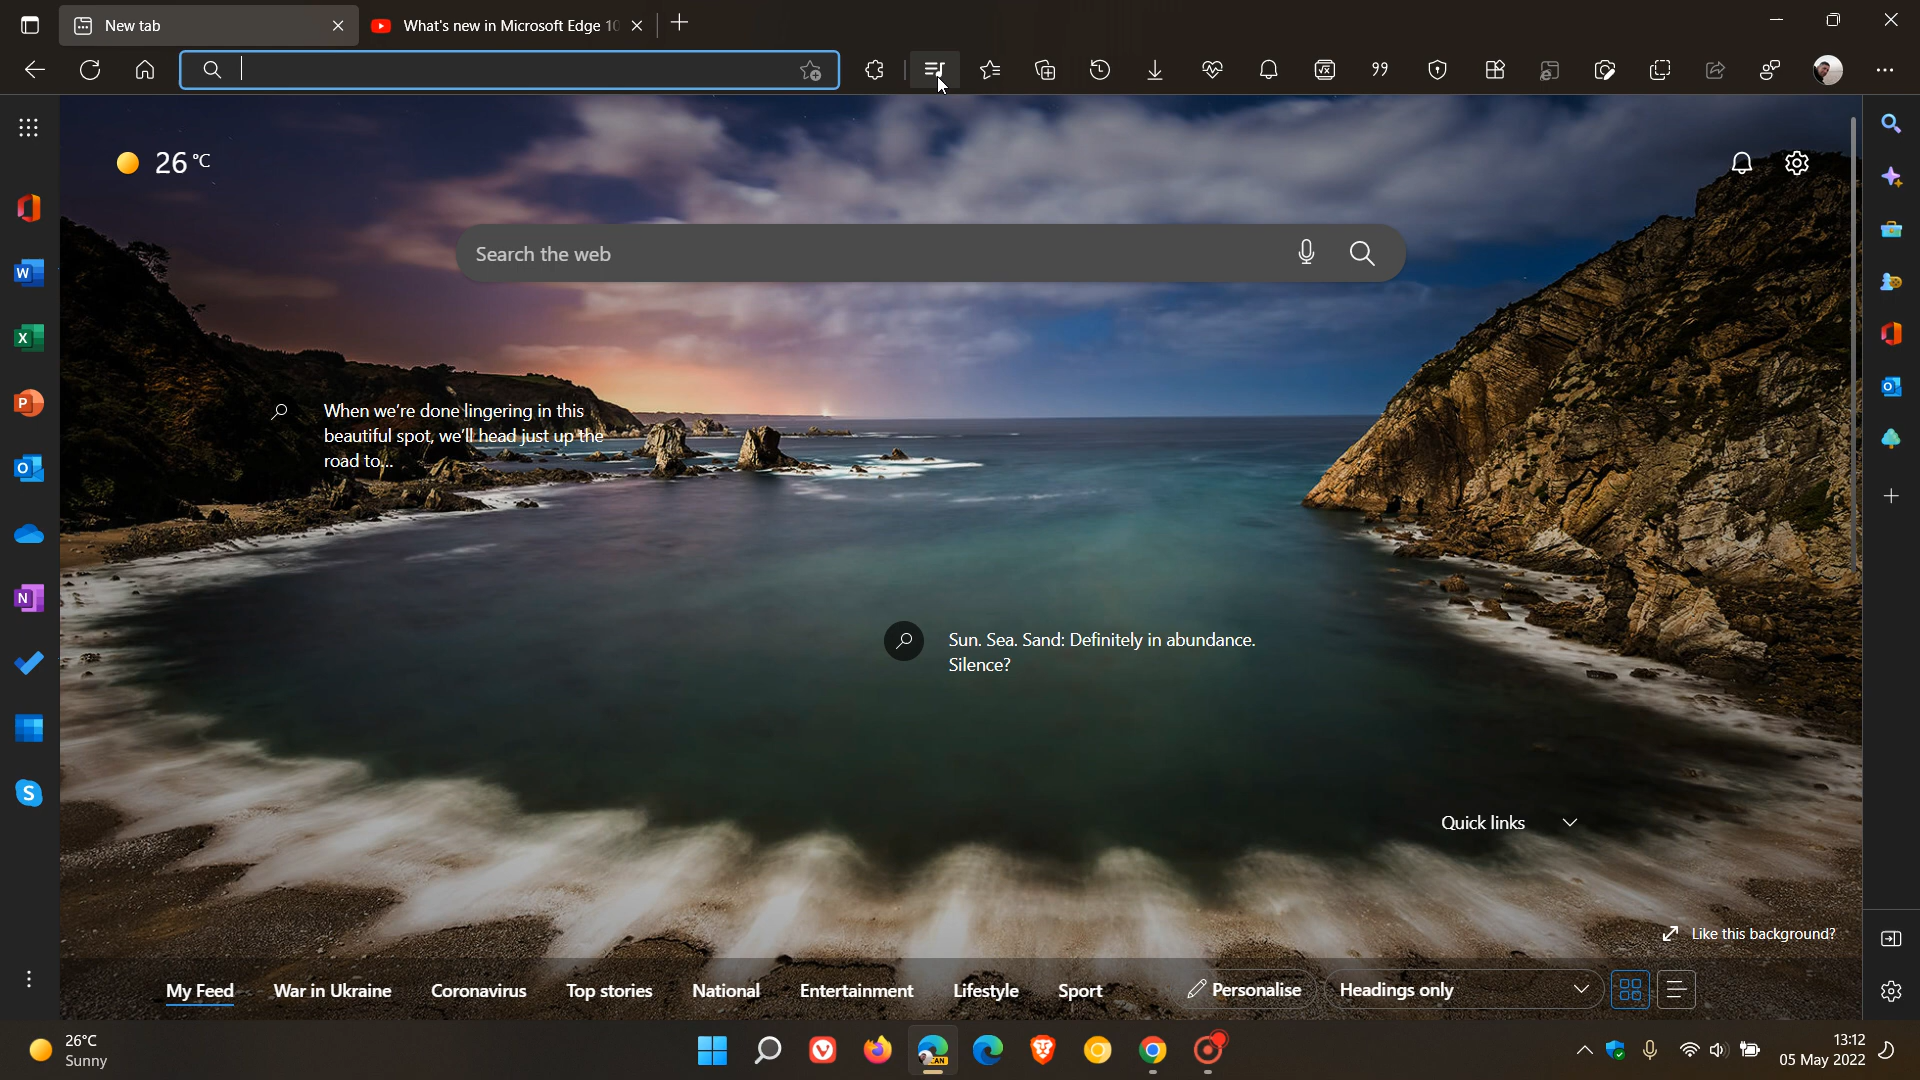 New tab
What's new in Microsoft Edge 10
26 °C
Search the web
When we're done lingering in this
beautiful spot, we'll head just up the
road to...
Sun. Sea. Sand: Definitely in abundance.
Silence?
Quick links
Like this background?
My Feed
War in Ukraine
Coronavirus
Top stories
National
Entertainment
Lifestyle
Sport
Personalise
Headings only
26°C
Sunny
CAN
13:12
05 May 2022